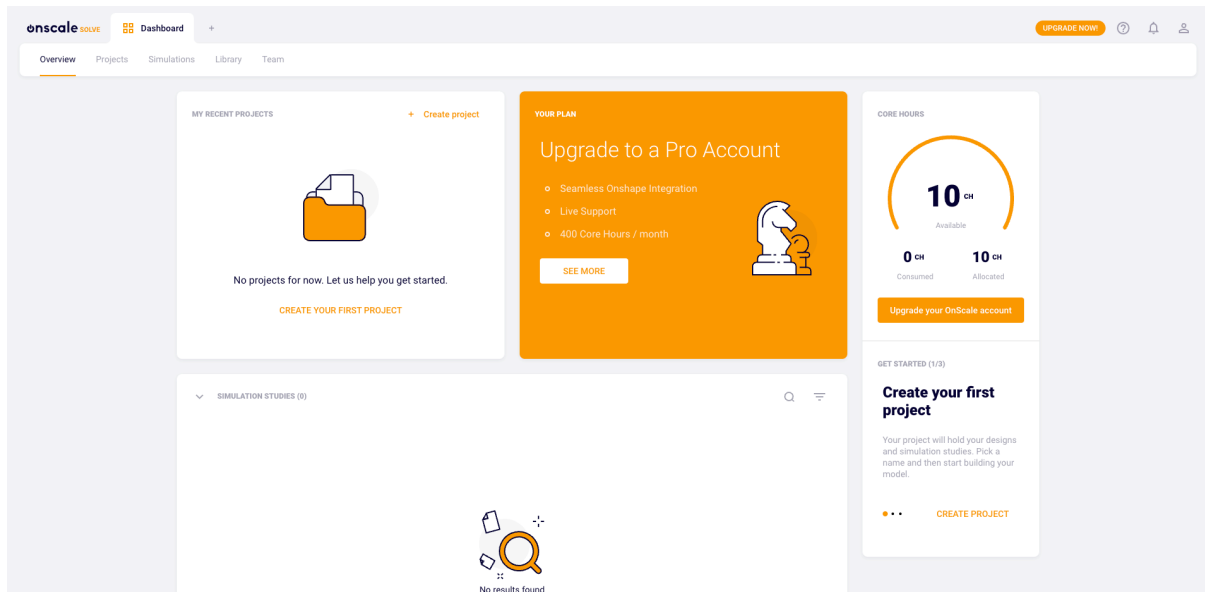 onscale SOLVE
Dashboard
+
UPGRADE NOW!
?
Overview
Projects
Simulations
Library
Team
MY RECENT PROJECTS
+ Create project
No projects for now. Let us help you get started.
CREATE YOUR FIRST PROJECT
YOUR PLAN
Upgrade to a Pro Account
Seamless Onshape Integration
Live Support
400 Core Hours / month
SEE MORE
CORE HOURS
10 CH
Available
0 CH
Consumed
10 CH
Allocated
Upgrade your OnScale account
GET STARTED (1/3)
Create your first
project
Your project will hold your designs
and simulation studies. Pick a
name and then start building your
model.
CREATE PROJECT
SIMULATION STUDIES (0)
No results found